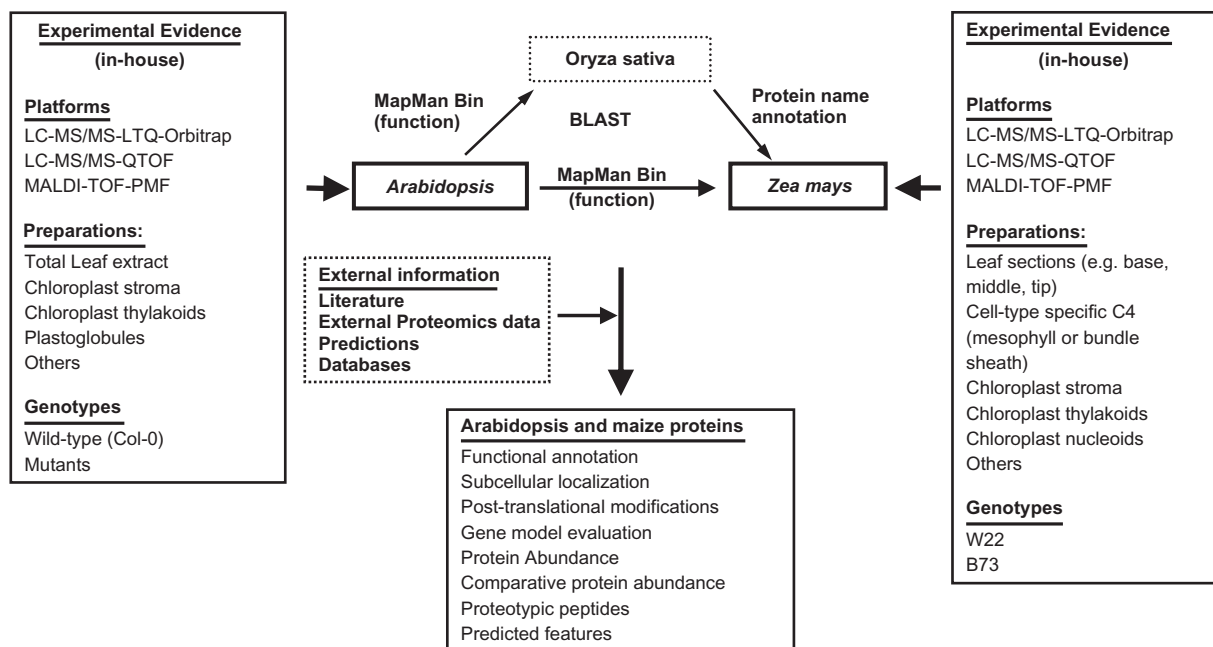 Experimental Evidence
(in-house)
Platforms
LC-MS/MS-LTQ-Orbitrap
LC-MS/MS-QTOF
MALDI-TOF-PMF
Preparations:
Total Leaf extract
Chloroplast stroma
Chloroplast thylakoids
Plastoglobules
Others
Genotypes
Wild-type (Col-0)
Mutants
Oryza sativa
MapMan Bin
(function)
BLAST
Protein name
annotation
Arabidopsis
MapMan Bin
(function)
Zea mays
External information
Literature
External Proteomics data
Predictions
Databases
Arabidopsis and maize proteins
Functional annotation
Subcellular localization
Post-translational modifications
Gene model evaluation
Protein Abundance
Comparative protein abundance
Proteotypic peptides
Predicted features
Experimental Evidence
(in-house)
Platforms
LC-MS/MS-LTQ-Orbitrap
LC-MS/MS-QTOF
MALDI-TOF-PMF
Preparations:
Leaf sections (e.g. base,
middle, tip)
Cell-type specific C4
(mesophyll or bundle
sheath)
Chloroplast stroma
Chloroplast thylakoids
Chloroplast nucleoids
Others
Genotypes
W22
B73